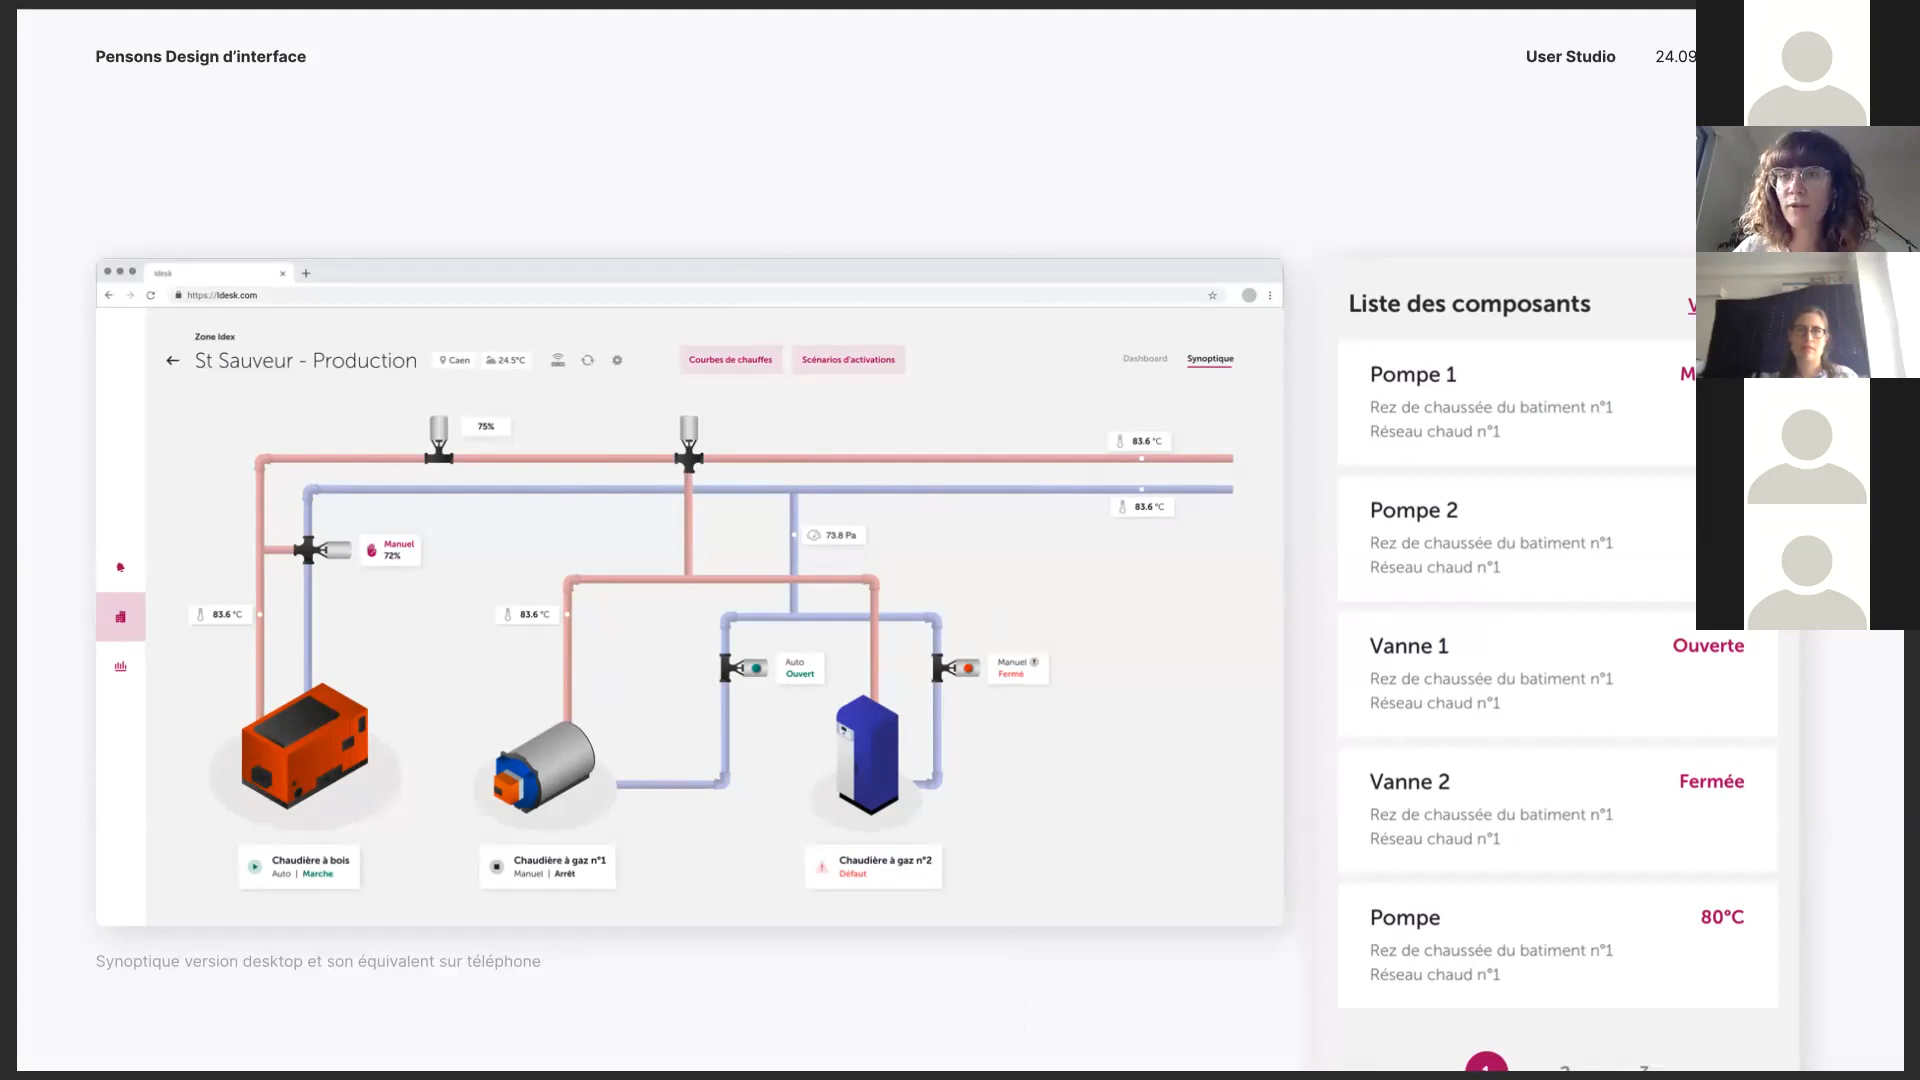 Pensons Design d’interface
User Studio
24.09
Idesk
https://Idesk.com
Zone Idex
St Sauveur - Production
Caen
24.5°C
Courbes de chauffes
Scénarios d'activations
Dashboard
Synoptique
75%
83.6 °C
83.6 °C
73.8 Pa
Manuel
72%
83.6 °C
83.6 °C
Auto
Ouvert
Manuel
Fermé
Chaudière à bois
Auto | Marche
Chaudière à gaz n°1
Manuel | Arrêt
Chaudière à gaz n°2
Défaut
Synoptique version desktop et son équivalent sur téléphone
Liste des composants
Pompe 1
Rez de chaussée du batiment n°1
Réseau chaud n°1
Pompe 2
Rez de chaussée du batiment n°1
Réseau chaud n°1
Vanne 1
Ouverte
Rez de chaussée du batiment n°1
Réseau chaud n°1
Vanne 2
Fermée
Rez de chaussée du batiment n°1
Réseau chaud n°1
Pompe
80°C
Rez de chaussée du batiment n°1
Réseau chaud n°1